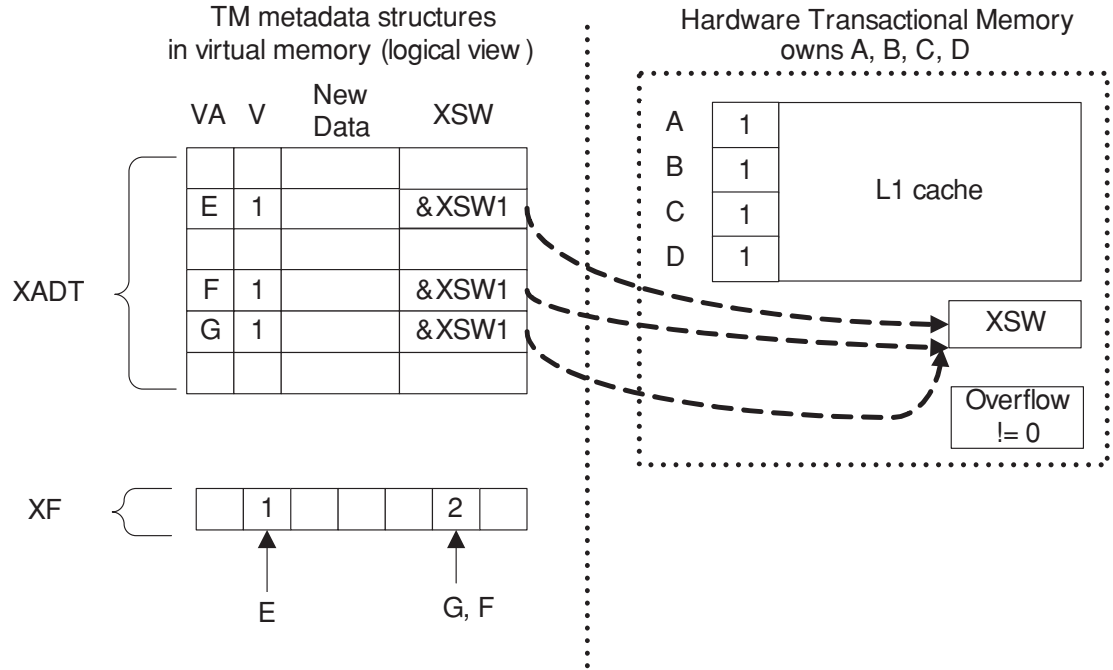 TM metadata structures
in virtual memory (logical view)
VA V New Data XSW
E 1 &XSW1
F 1 &XSW1
G 1 &XSW1
XADT
XF
1 2
E G, F
Hardware Transactional Memory
owns A, B, C, D
A 1
B 1
C 1
D 1
L1 cache
XSW
Overflow
!= 0